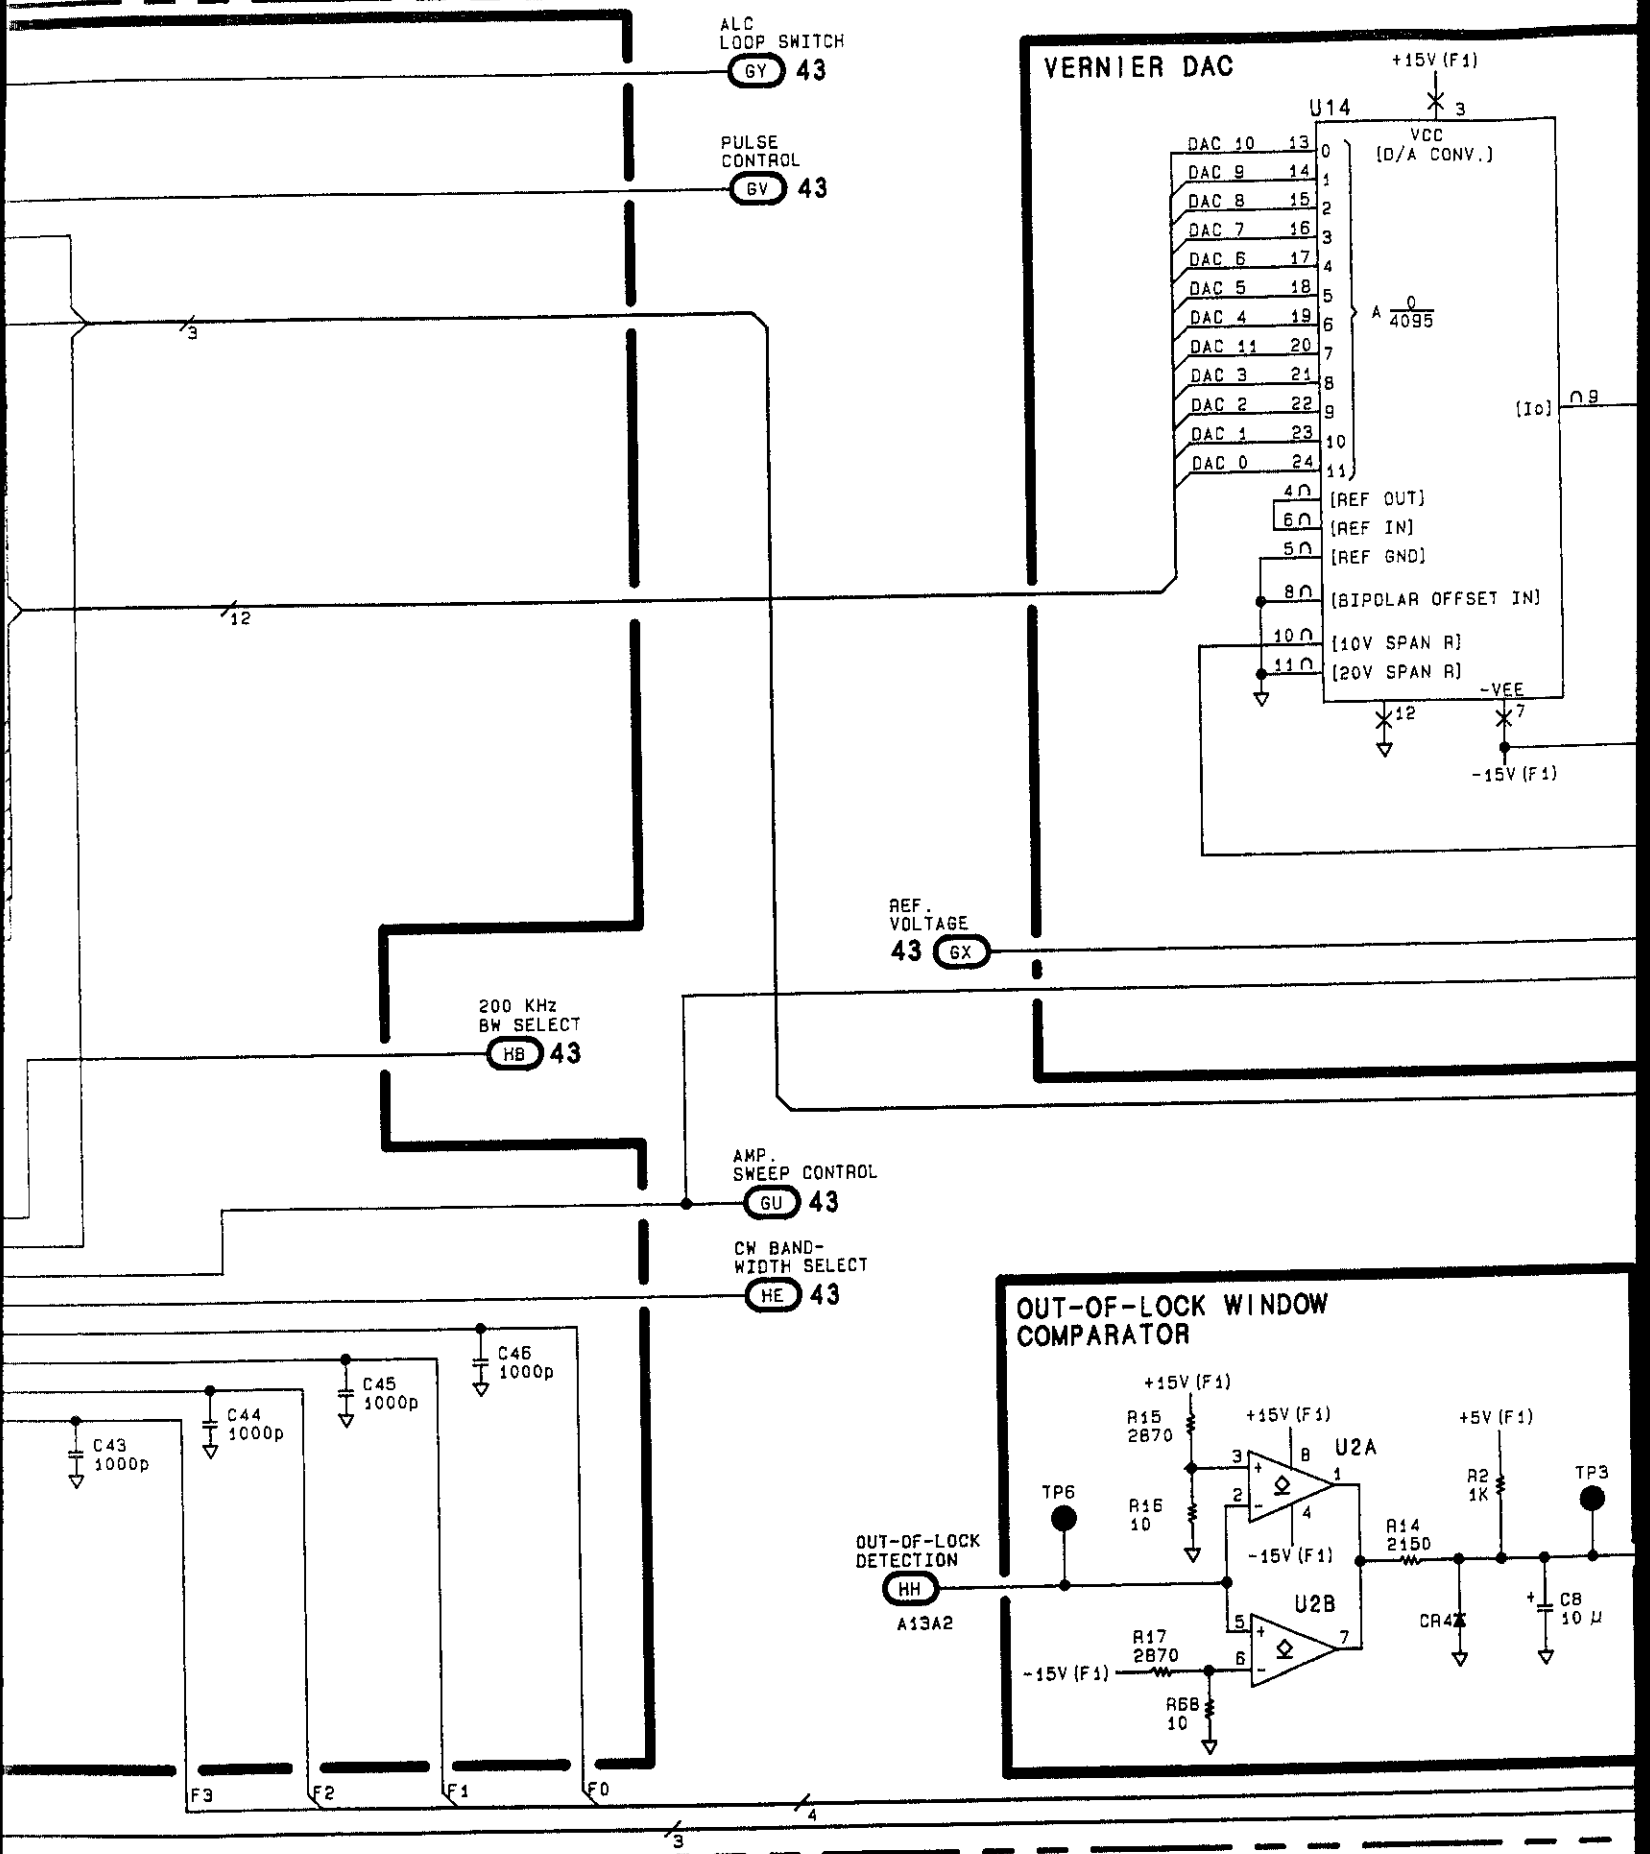 ALC
LOOP SWITCH
GY 43
PULSE
CONTROL
GV 43
3
12
VERNIER DAC
+15V(F1)
3
U14
VCC
[D/A CONV.]
DAC 10 13 0
DAC 9 14 1
DAC 8 15 2
DAC 7 16 3
DAC 6 17 4
DAC 5 18 5
DAC 4 19 6
DAC 11 20 7
DAC 3 21 8
DAC 2 22 9
DAC 1 23 10
DAC 0 24 11
A 0
4095
[Io] ∩9
4∩ [REF OUT]
6∩ [REF IN]
5∩ [REF GND]
8∩ [BIPOLAR OFFSET IN]
10∩ [10V SPAN R]
11∩ [20V SPAN R]
-VEE
12
7
-15V(F1)
REF.
VOLTAGE
43 GX
200 KHz
BW SELECT
HB 43
AMP.
SWEEP CONTROL
GU 43
CW BAND-
WIDTH SELECT
HE 43
C46
1000p
C45
1000p
C44
1000p
C43
1000p
OUT-OF-LOCK WINDOW
COMPARATOR
+15V(F1)
R15
2870
+15V(F1)
U2A
3
+
8
1
2
-
4
R16
10
-15V(F1)
+5V(F1)
R2
1K
TP3
TP6
R14
2150
OUT-OF-LOCK
DETECTION
HH
A13A2
U2B
5
+
7
6
-
R17
2870
-15V(F1)
R68
10
CR4
+
C8
10 µ
F3
F2
F1
F0
4
3